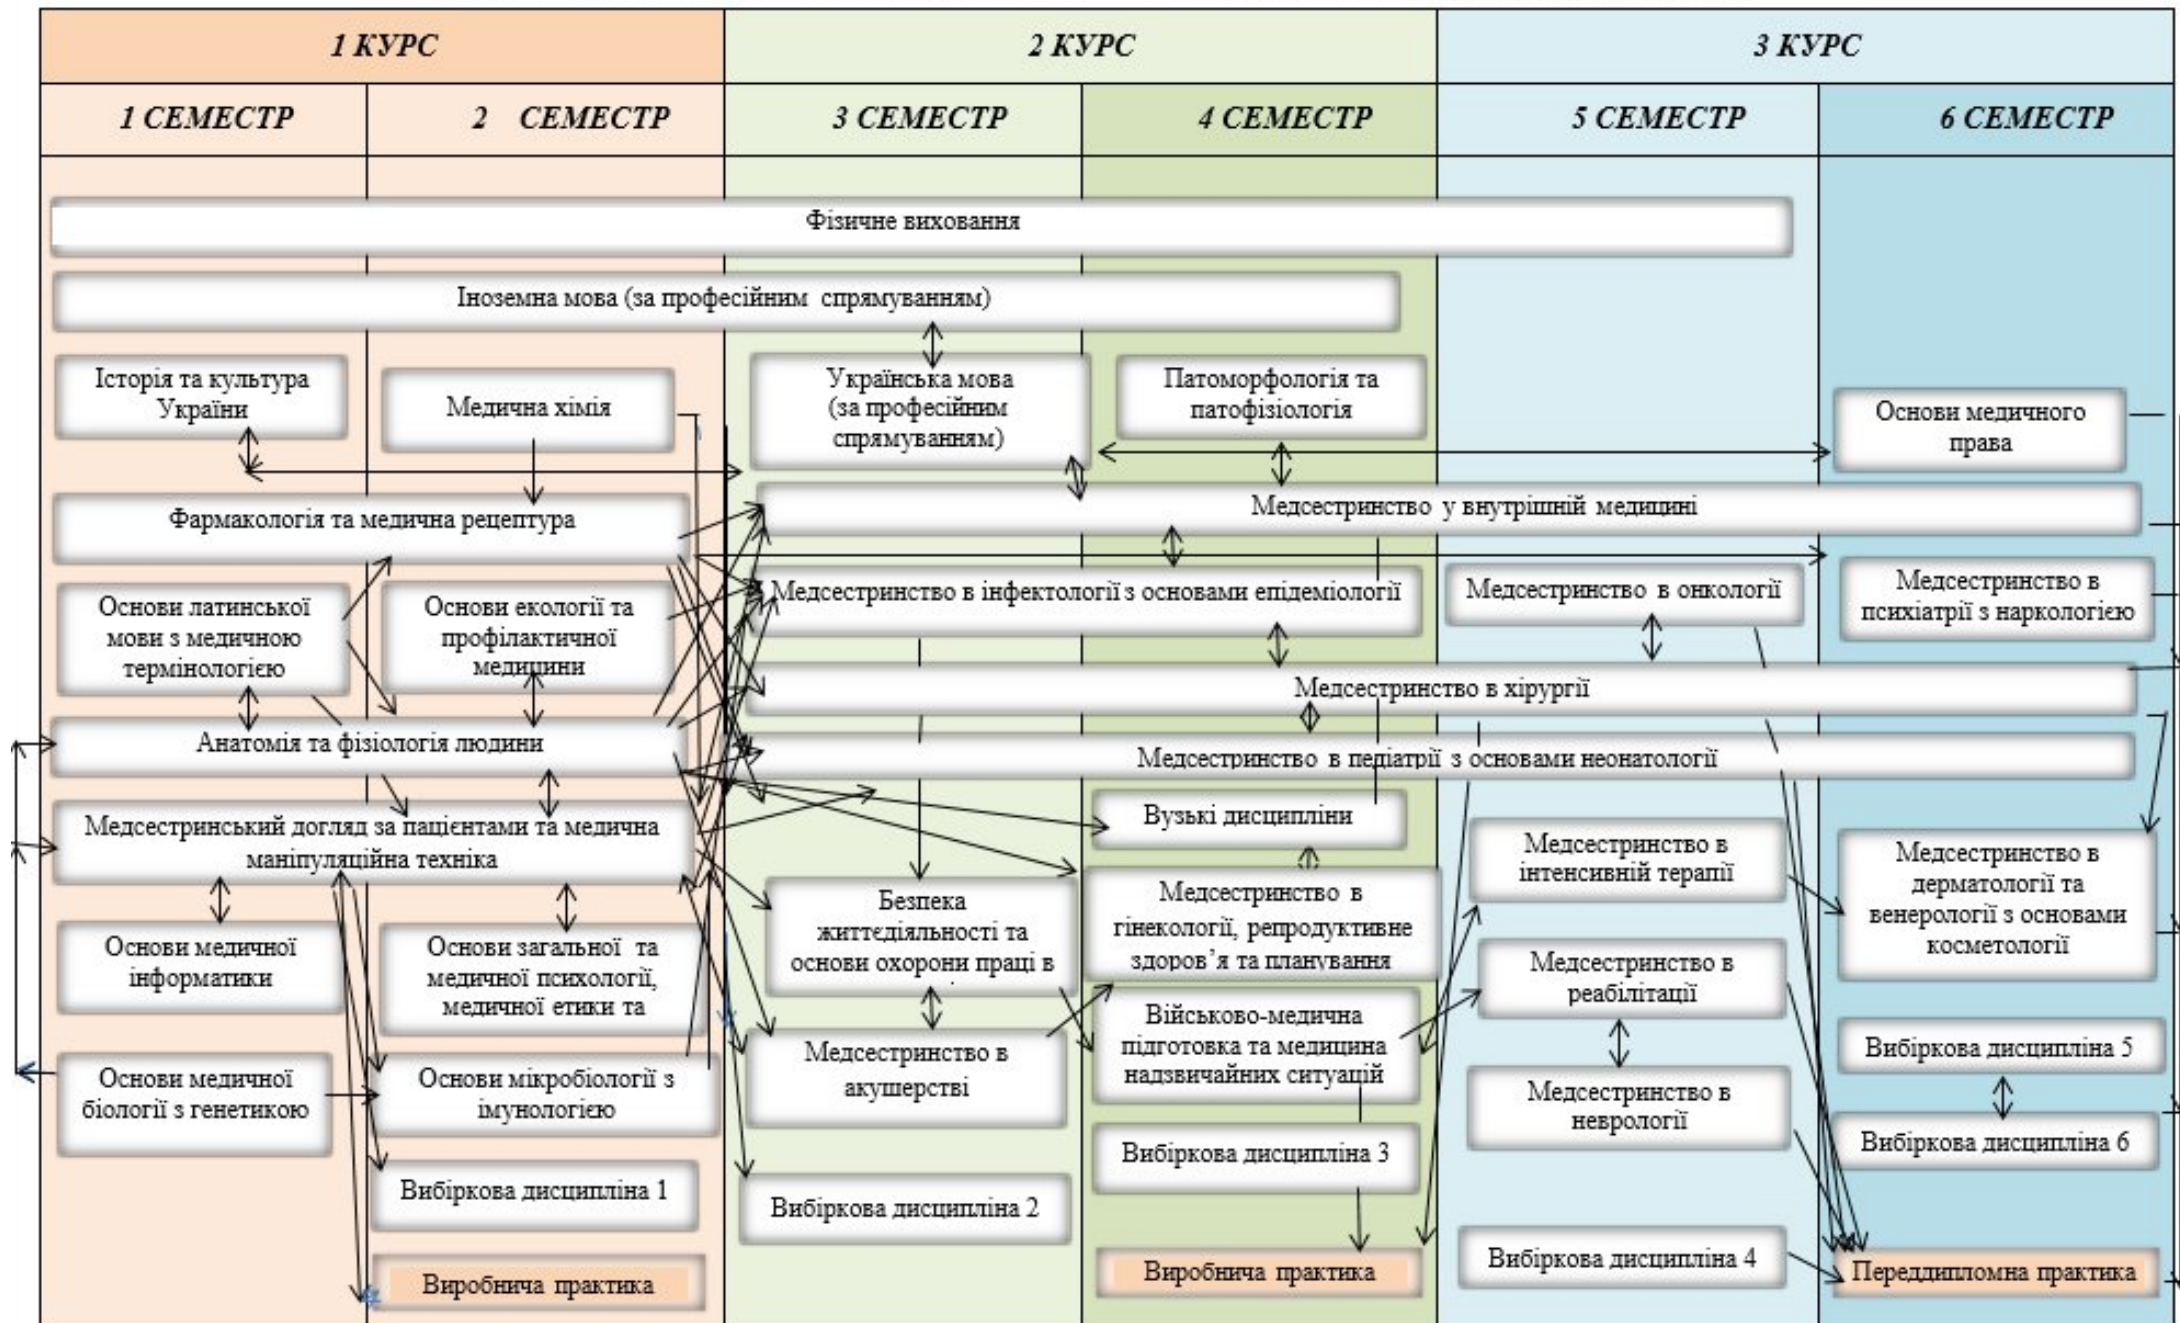 1 КУРС
2 КУРС
3 КУРС
1 СЕМЕСТР
2 СЕМЕСТР
3 СЕМЕСТР
4 СЕМЕСТР
5 СЕМЕСТР
6 СЕМЕСТР
Фізичне виховання
Іноземна мова (за професійним спрямуванням)
Історія та культура
України
Медична хімія
Українська мова
(за професійним
спрямуванням)
Патоморфологія та
патофізіологія
Основи медичного
права
Фармакологія та медична рецептура
Медсестринство у внутрішній медицині
Основи латинської
мови з медичною
термінологією
Основи екології та
профілактичної
медицини
Медсестринство в інфектології з основами епідеміології
Медсестринство в онкології
Медсестринство в
психіатрії з наркологією
Медсестринство в хірургії
Анатомія та фізіологія людини
Медсестринство в педіатрії з основами неонатології
Медсестринський догляд за пацієнтами та медична
маніпуляційна техніка
Вузькі дисципліни
Медсестринство в
інтенсивній терапії
Медсестринство в
дерматології та
венерології з основами
косметології
Безпека
життєдіяльності та
основи охорони праці в
Медсестринство в
гінекології, репродуктивне
здоров’я та планування
Основи медичної
інформатики
Основи загальної та
медичної психології,
медичної етики та
Медсестринство в
реабілітації
Військово-медична
підготовка та медицина
надзвичайних ситуацій
Медсестринство в
акушерстві
Вибіркова дисципліна 5
Основи медичної
біології з генетикою
Основи мікробіології з
імунологією
Медсестринство в
неврології
Вибіркова дисципліна 3
Вибіркова дисципліна 6
Вибіркова дисципліна 1
Вибіркова дисципліна 2
Вибіркова дисципліна 4
Виробнича практика
Виробнича практика
Переддипломна практика